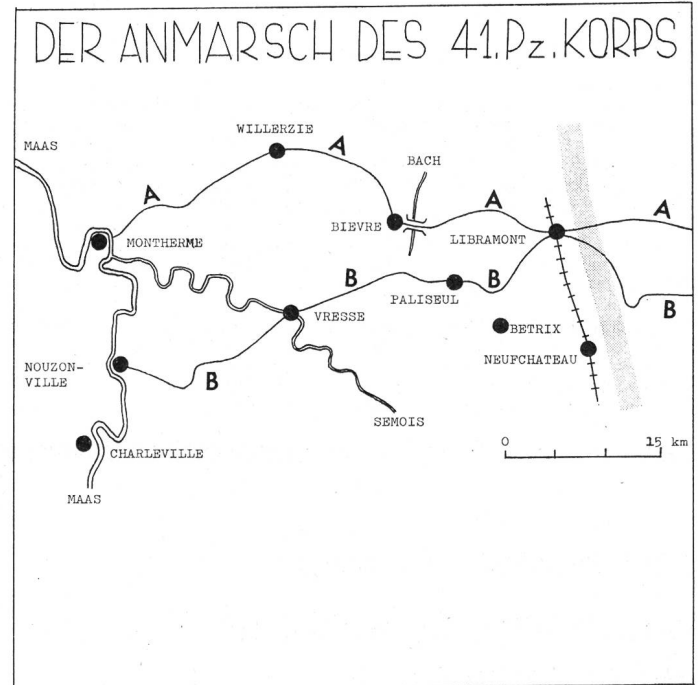 DER ANMARSCH DES 41.Pz.KORPS
WILLERZIE
MAAS
A
BACH
A
A
A
BIEVRE
LIBRAMONT
MONTHERME
B
B
PALISEUL
B
VRESSE
BETRIX
NEUFCHATEAU
NOUZON-
VILLE
B
SEMOIS
CHARLEVILLE
0 15 km
MAAS